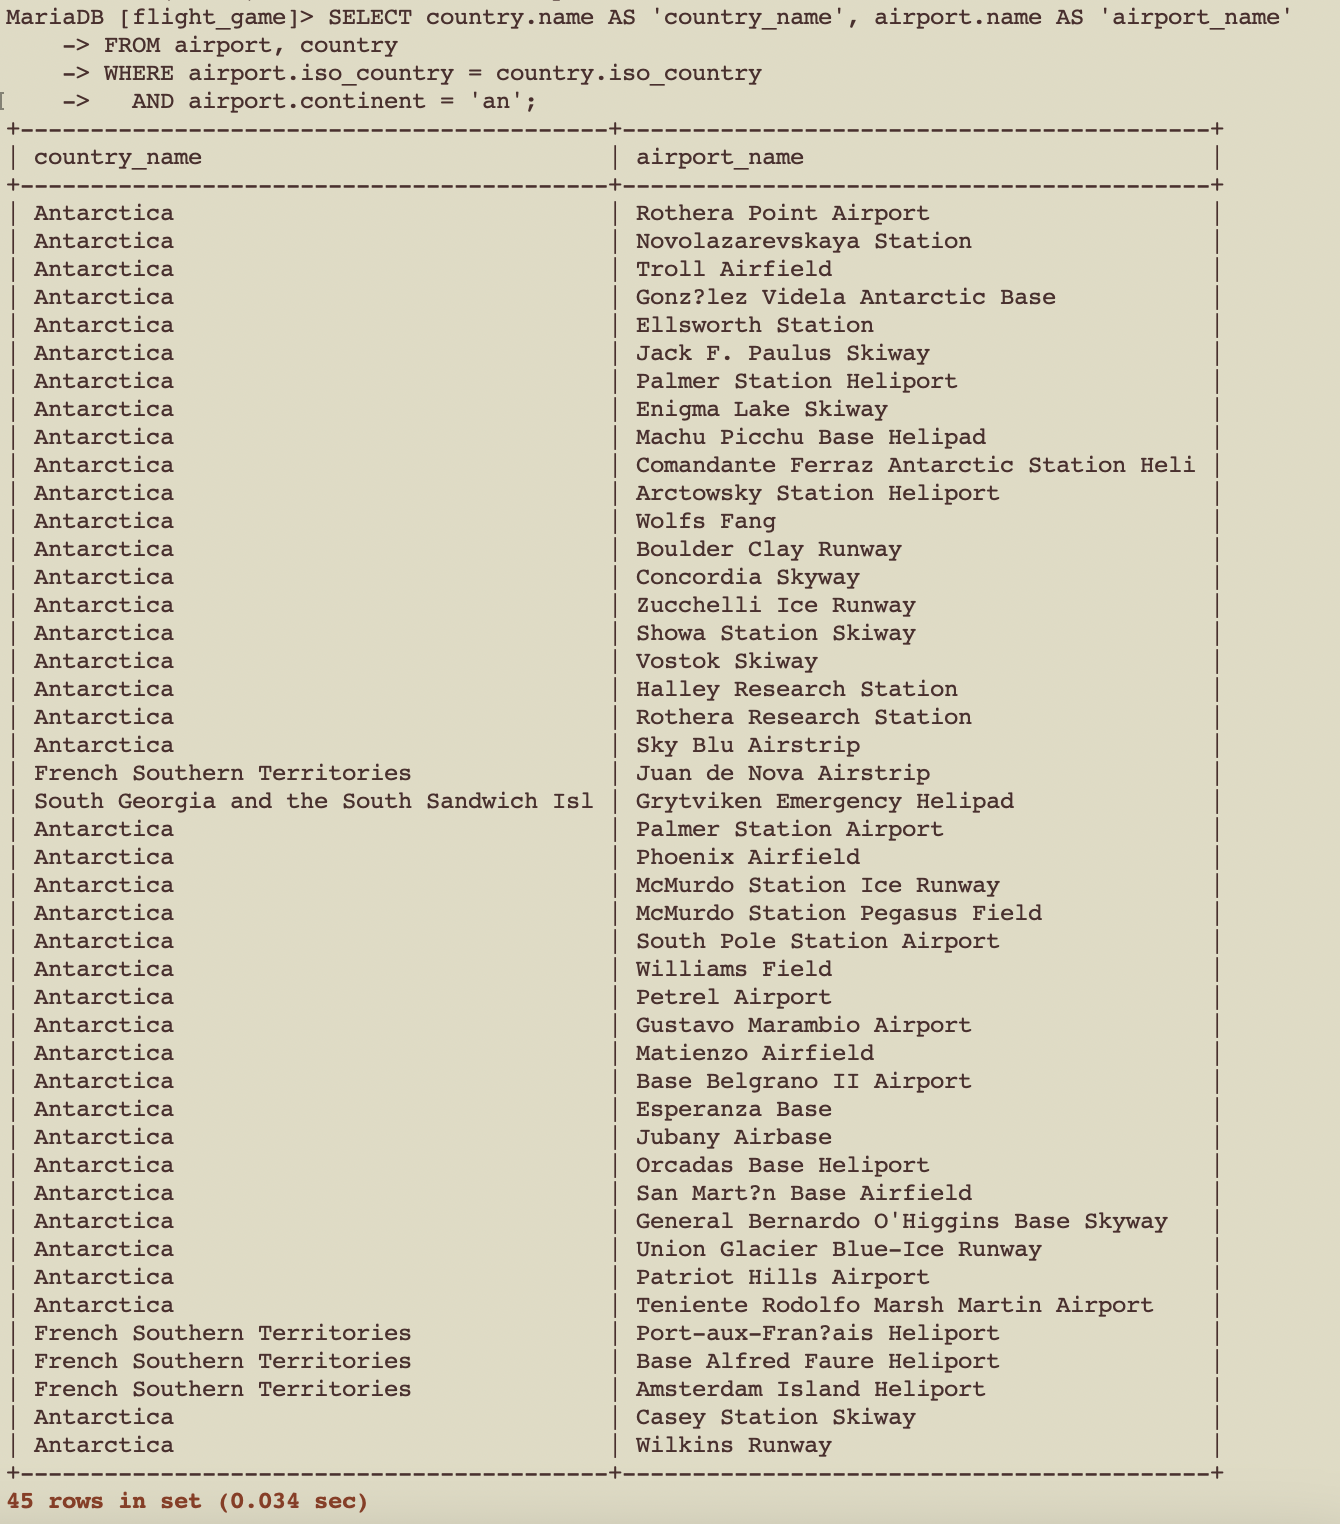 MariaDB [flight_game]> SELECT country.name AS 'country_name', airport.name AS 'airport_name'
    -> FROM airport, country
    -> WHERE airport.iso_country = country.iso_country
    ->   AND airport.continent = 'an';
+------------------------------------------+------------------------------------------+
| country_name                             | airport_name                             |
+------------------------------------------+------------------------------------------+
| Antarctica                               | Rothera Point Airport                    |
| Antarctica                               | Novolazarevskaya Station                 |
| Antarctica                               | Troll Airfield                           |
| Antarctica                               | Gonz?lez Videla Antarctic Base           |
| Antarctica                               | Ellsworth Station                        |
| Antarctica                               | Jack F. Paulus Skiway                    |
| Antarctica                               | Palmer Station Heliport                  |
| Antarctica                               | Enigma Lake Skiway                       |
| Antarctica                               | Machu Picchu Base Helipad                |
| Antarctica                               | Comandante Ferraz Antarctic Station Heli |
| Antarctica                               | Arctowsky Station Heliport               |
| Antarctica                               | Wolfs Fang                               |
| Antarctica                               | Boulder Clay Runway                      |
| Antarctica                               | Concordia Skyway                         |
| Antarctica                               | Zucchelli Ice Runway                     |
| Antarctica                               | Showa Station Skiway                     |
| Antarctica                               | Vostok Skiway                            |
| Antarctica                               | Halley Research Station                  |
| Antarctica                               | Rothera Research Station                 |
| Antarctica                               | Sky Blu Airstrip                         |
| French Southern Territories              | Juan de Nova Airstrip                    |
| South Georgia and the South Sandwich Isl | Grytviken Emergency Helipad              |
| Antarctica                               | Palmer Station Airport                   |
| Antarctica                               | Phoenix Airfield                         |
| Antarctica                               | McMurdo Station Ice Runway               |
| Antarctica                               | McMurdo Station Pegasus Field            |
| Antarctica                               | South Pole Station Airport               |
| Antarctica                               | Williams Field                           |
| Antarctica                               | Petrel Airport                           |
| Antarctica                               | Gustavo Marambio Airport                 |
| Antarctica                               | Matienzo Airfield                        |
| Antarctica                               | Base Belgrano II Airport                 |
| Antarctica                               | Esperanza Base                           |
| Antarctica                               | Jubany Airbase                           |
| Antarctica                               | Orcadas Base Heliport                    |
| Antarctica                               | San Mart?n Base Airfield                 |
| Antarctica                               | General Bernardo O'Higgins Base Skyway   |
| Antarctica                               | Union Glacier Blue-Ice Runway            |
| Antarctica                               | Patriot Hills Airport                    |
| Antarctica                               | Teniente Rodolfo Marsh Martin Airport    |
| French Southern Territories              | Port-aux-Fran?ais Heliport               |
| French Southern Territories              | Base Alfred Faure Heliport               |
| French Southern Territories              | Amsterdam Island Heliport                |
| Antarctica                               | Casey Station Skiway                     |
| Antarctica                               | Wilkins Runway                           |
+------------------------------------------+------------------------------------------+
45 rows in set (0.034 sec)